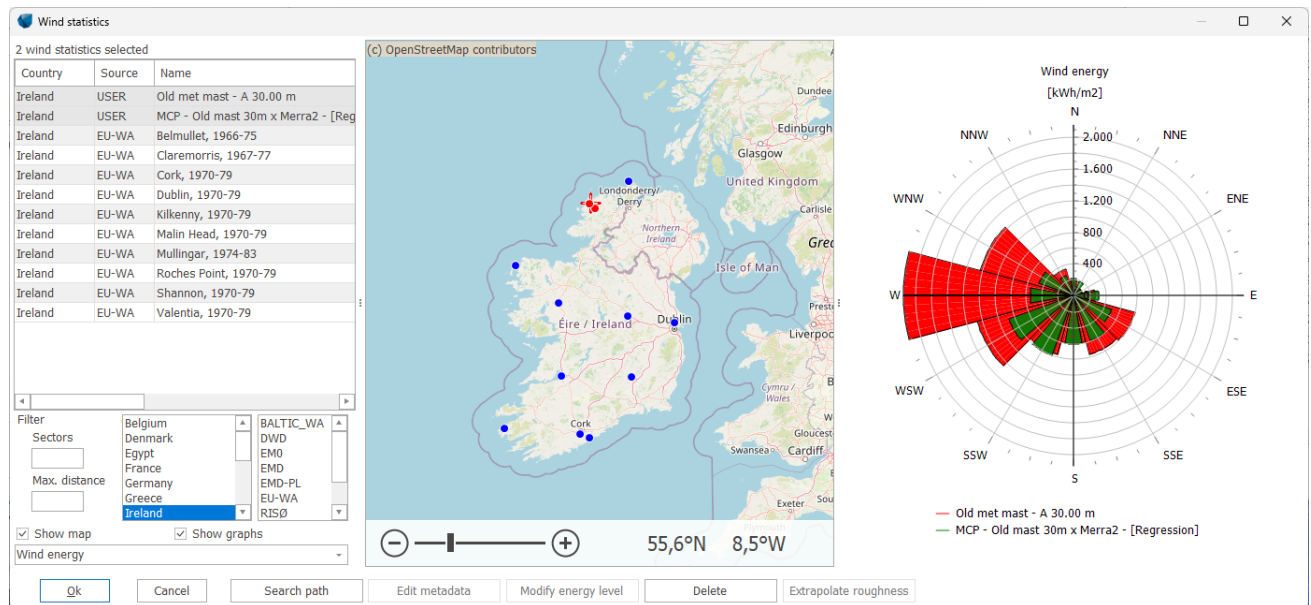 Wind statistics
2 wind statistics selected
Country Source Name
Ireland USER Old met mast - A 30.00 m
Ireland USER MCP - Old mast 30m x Merra2 - [Reg
Ireland EU-WA Belmullet, 1966-75
Ireland EU-WA Claremorris, 1967-77
Ireland EU-WA Cork, 1970-79
Ireland EU-WA Dublin, 1970-79
Ireland EU-WA Kilkenny, 1970-79
Ireland EU-WA Malin Head, 1970-79
Ireland EU-WA Mullingar, 1974-83
Ireland EU-WA Roches Point, 1970-79
Ireland EU-WA Shannon, 1970-79
Ireland EU-WA Valentia, 1970-79
Filter
Sectors
Max. distance
Belgium
Denmark
Egypt
France
Germany
Greece
Ireland
BALTIC_WA
DWD
EM0
EMD
EMD-PL
EU-WA
RISØ
Show map
Show graphs
Wind energy
(c) OpenStreetMap contributors
Dundee
Edinburgh
Glasgow
United Kingdom
Londonderry/
Derry
Carlisle
Northern
Ireland
Grea
Isle of Man
Prest
Éire / Ireland
Dublin
Liverpoo
Cymru /
Wales
B
W
Cork
Gloucest
Swansea
Cardiff
Exeter
Sou
Plymouth
55,6°N 8,5°W
Wind energy
[kWh/m2]
N
NNW
NNE
2.000
1.600
WNW
1.200
ENE
800
400
W
E
WSW
ESE
SSW
SSE
S
Old met mast - A 30.00 m
MCP - Old mast 30m x Merra2 - [Regression]
Ok
Cancel
Search path
Edit metadata
Modify energy level
Delete
Extrapolate roughness